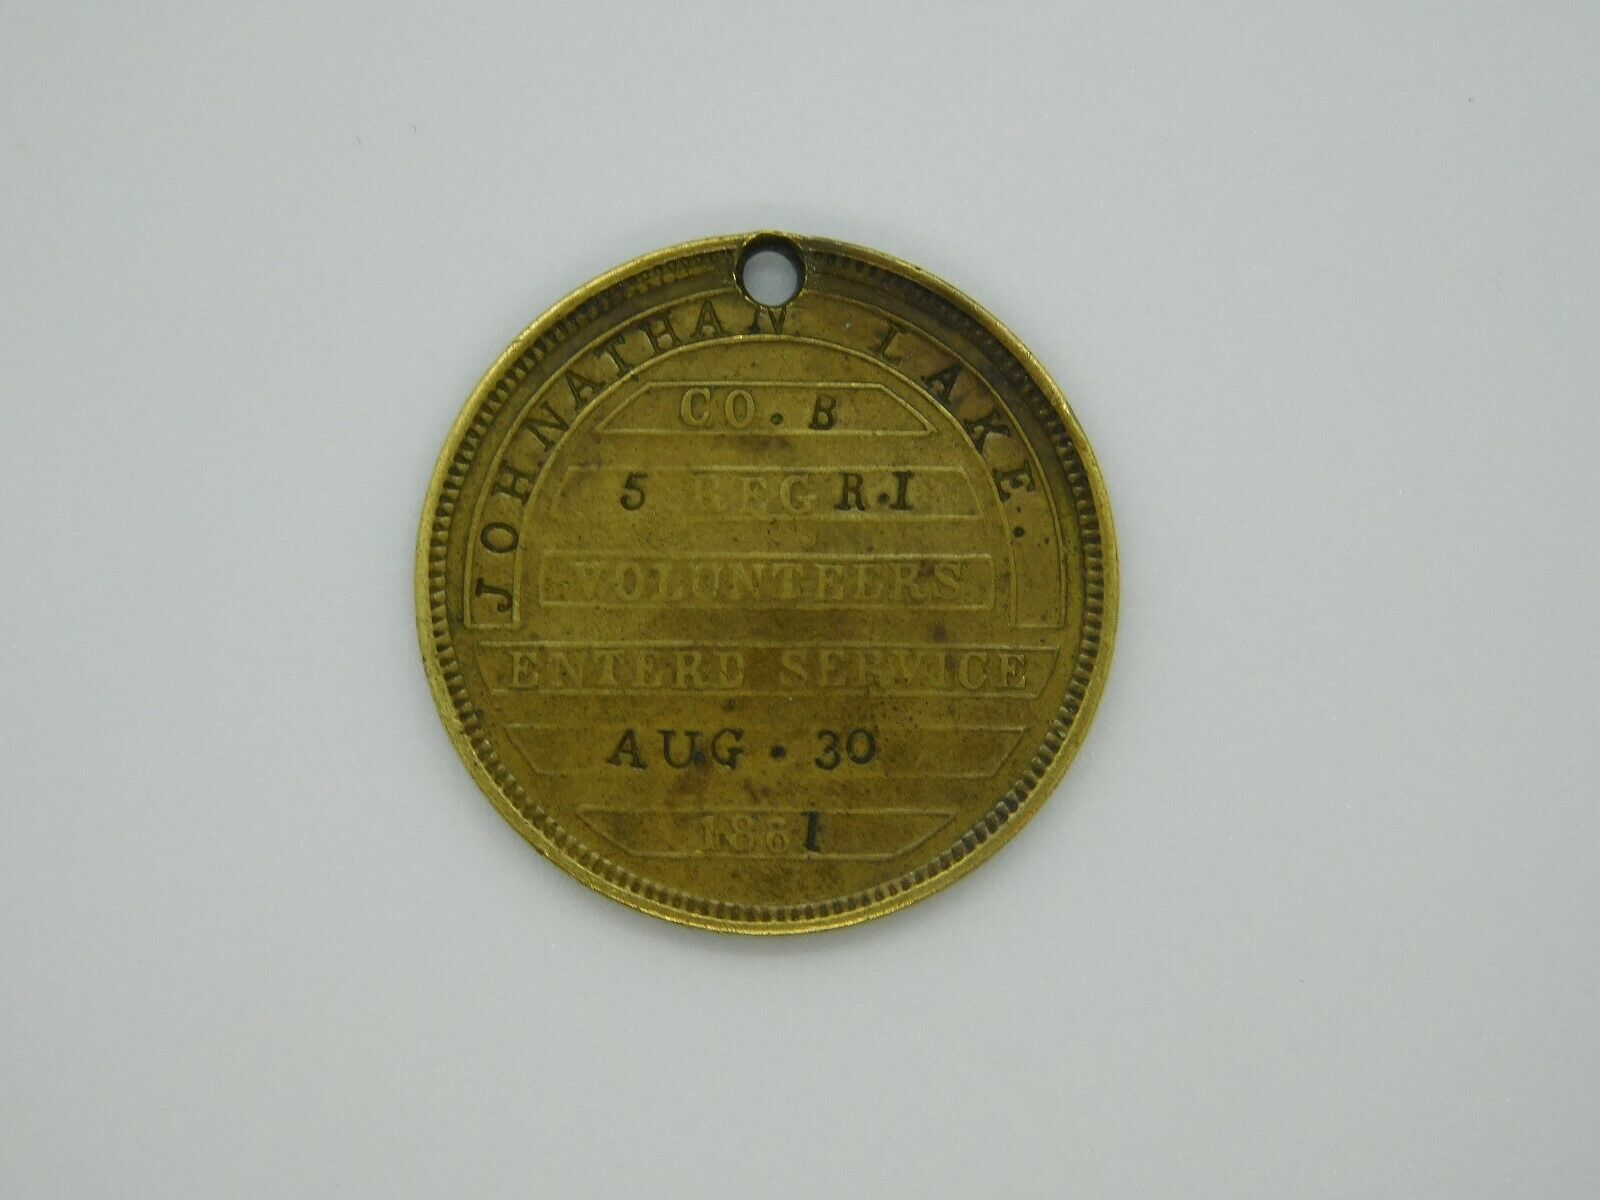 JOHNATHAN LAKE.
CO. B
5 REG R.I
VOLUNTEERS
ENTERD SERVICE
AUG. 30
1861